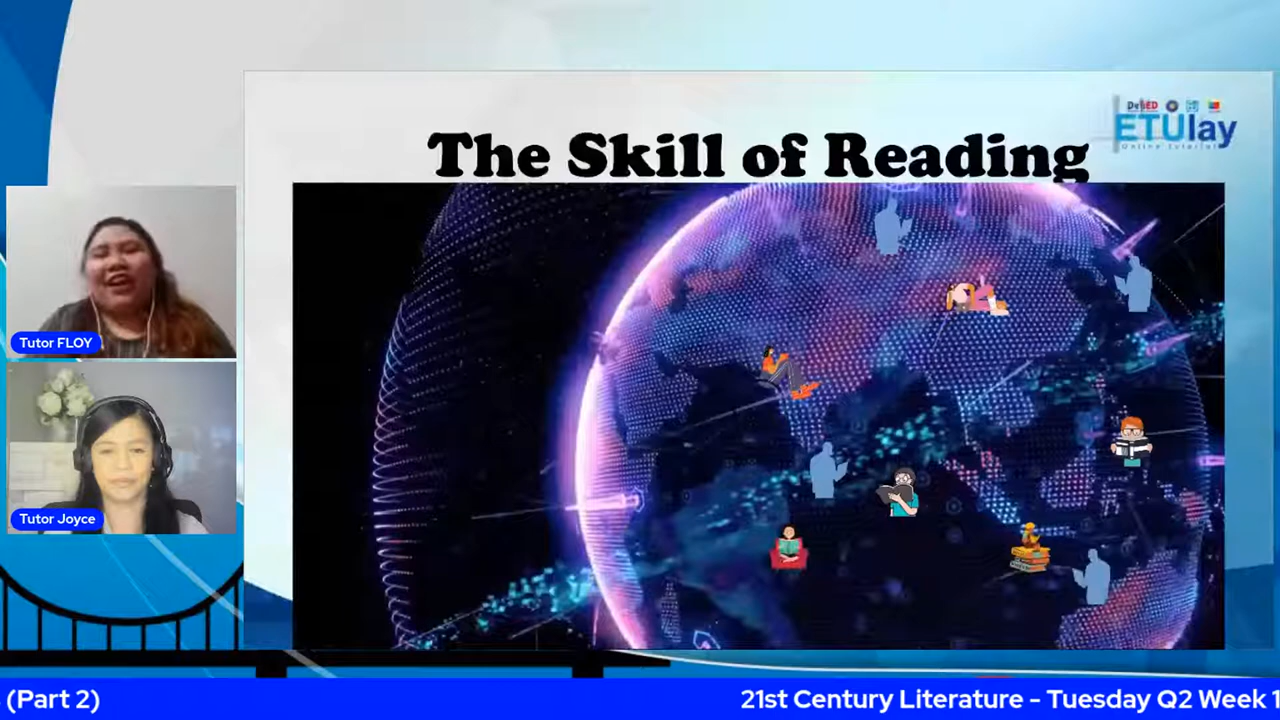 DepED
ETUlay
Online Tutorial
The Skill of Reading
Tutor FLOY
Tutor Joyce
(Part 2)
21st Century Literature - Tuesday Q2 Week 1